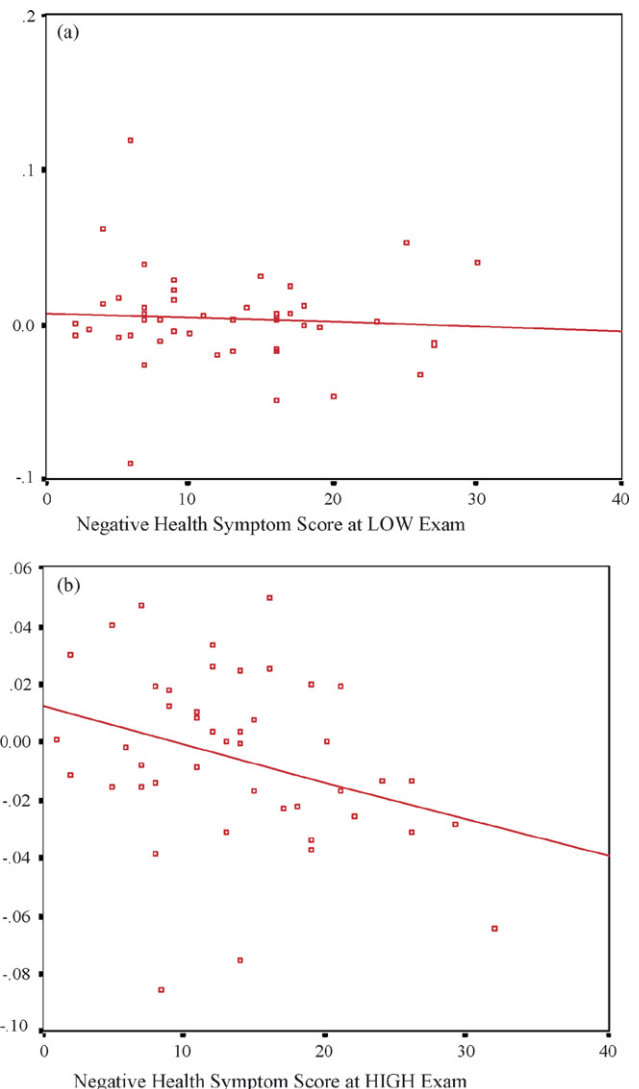 .2
(a)
.1
0.0
-.1
0 10 20 30 40
Negative Health Symptom Score at LOW Exam
.06
(b)
.04
.02
0.00
-.02
-.04
-.06
-.08
-.10
0 10 20 30 40
Negative Health Symptom Score at HIGH Exam